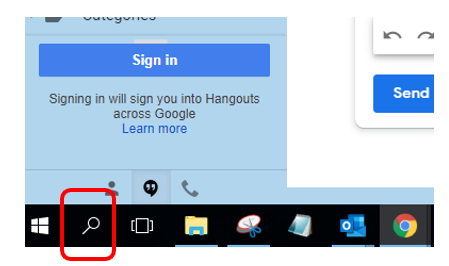 Categories
Sign in
Signing in will sign you into Hangouts
across Google
Learn more
Send